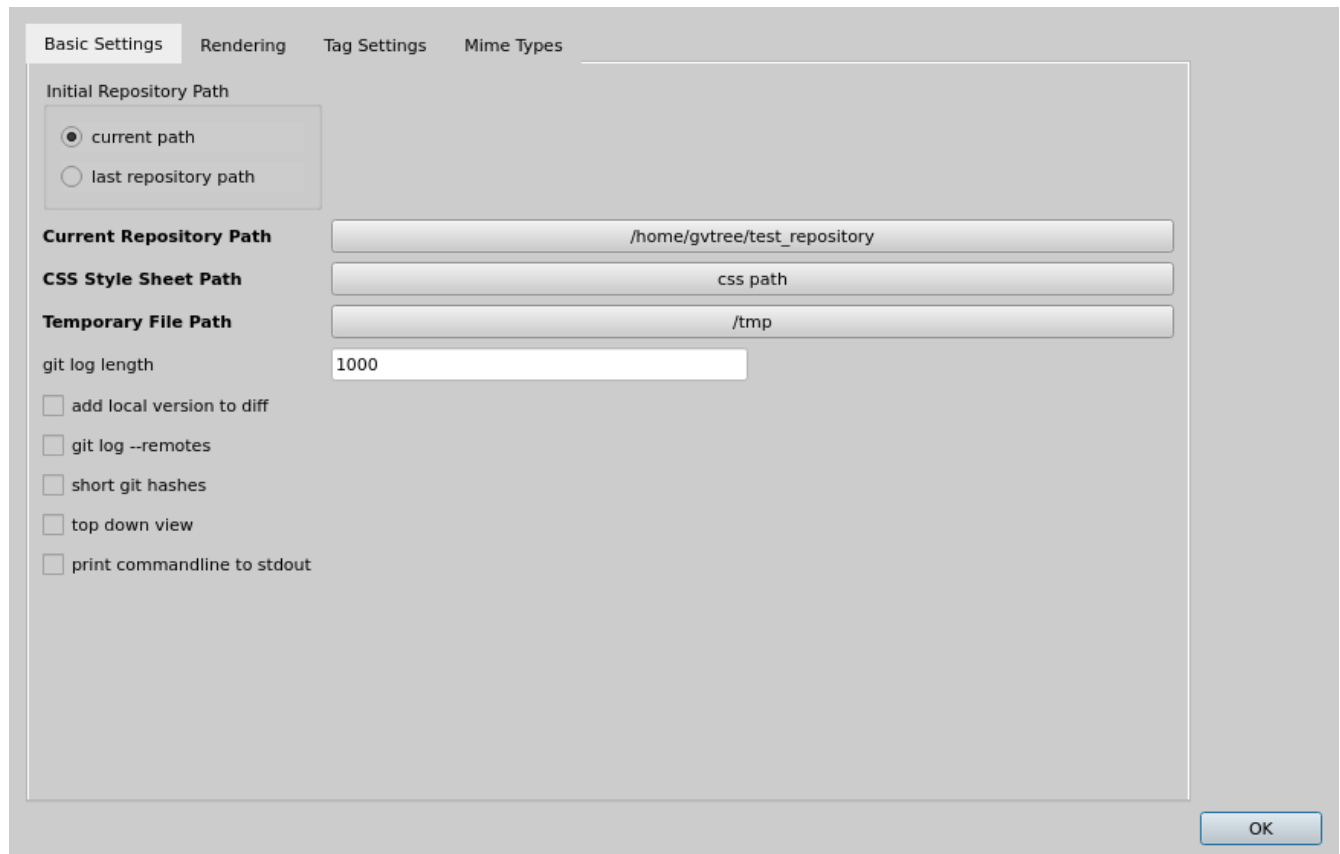 Basic Settings Rendering Tag Settings Mime Types
Initial Repository Path
current path
last repository path
Current Repository Path /home/gvtree/test_repository
CSS Style Sheet Path css path
Temporary File Path /tmp
git log length 1000
add local version to diff
git log --remotes
short git hashes
top down view
print commandline to stdout
OK